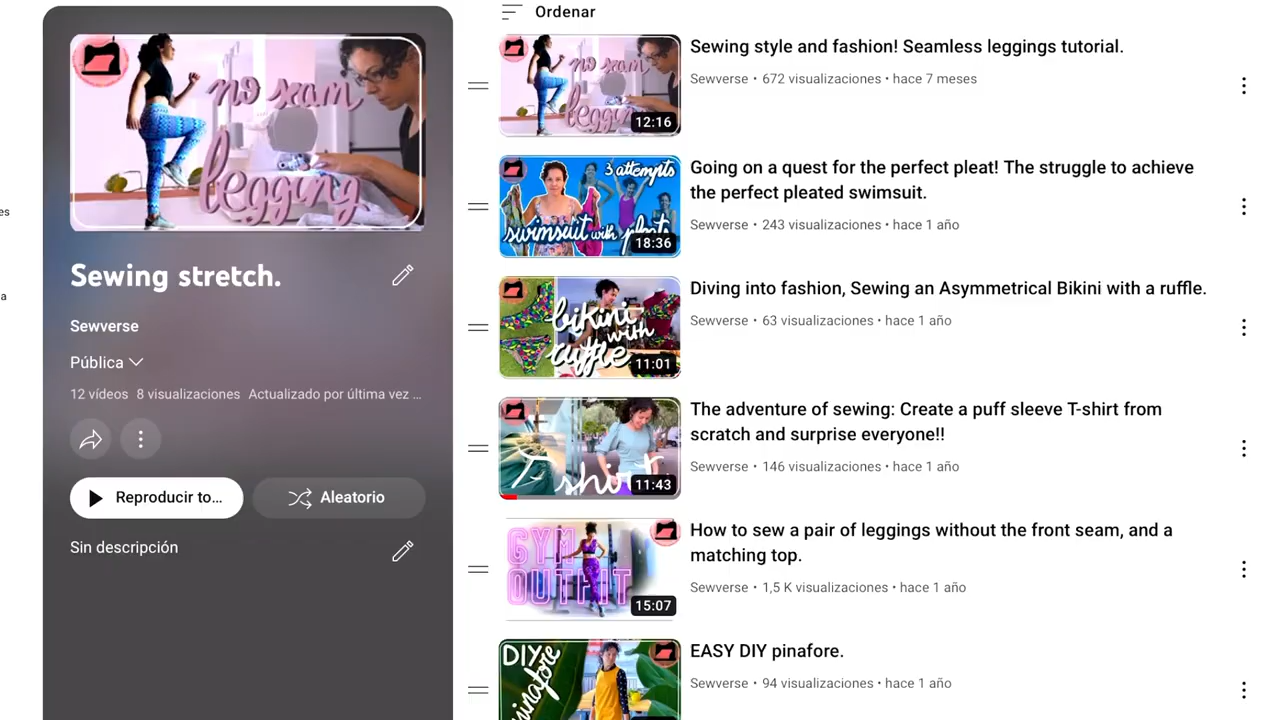 es
a
no seam
legging
Sewing stretch.
Sewverse
Pública
12 vídeos 8 visualizaciones Actualizado por última vez ...
Reproducir to...
Aleatorio
Sin descripción
Ordenar
no seam
legging
12:16
Sewing style and fashion! Seamless leggings tutorial.
Sewverse • 672 visualizaciones • hace 7 meses
3 attempts
swimsuit with pleats
18:36
Going on a quest for the perfect pleat! The struggle to achieve
the perfect pleated swimsuit.
Sewverse • 243 visualizaciones • hace 1 año
bikini
with
ruffle
11:01
Diving into fashion, Sewing an Asymmetrical Bikini with a ruffle.
Sewverse • 63 visualizaciones • hace 1 año
T shirt
11:43
The adventure of sewing: Create a puff sleeve T-shirt from
scratch and surprise everyone!!
Sewverse • 146 visualizaciones • hace 1 año
GYM
OUTFIT
15:07
How to sew a pair of leggings without the front seam, and a
matching top.
Sewverse • 1,5 K visualizaciones • hace 1 año
DIY
pinafore
EASY DIY pinafore.
Sewverse • 94 visualizaciones • hace 1 año